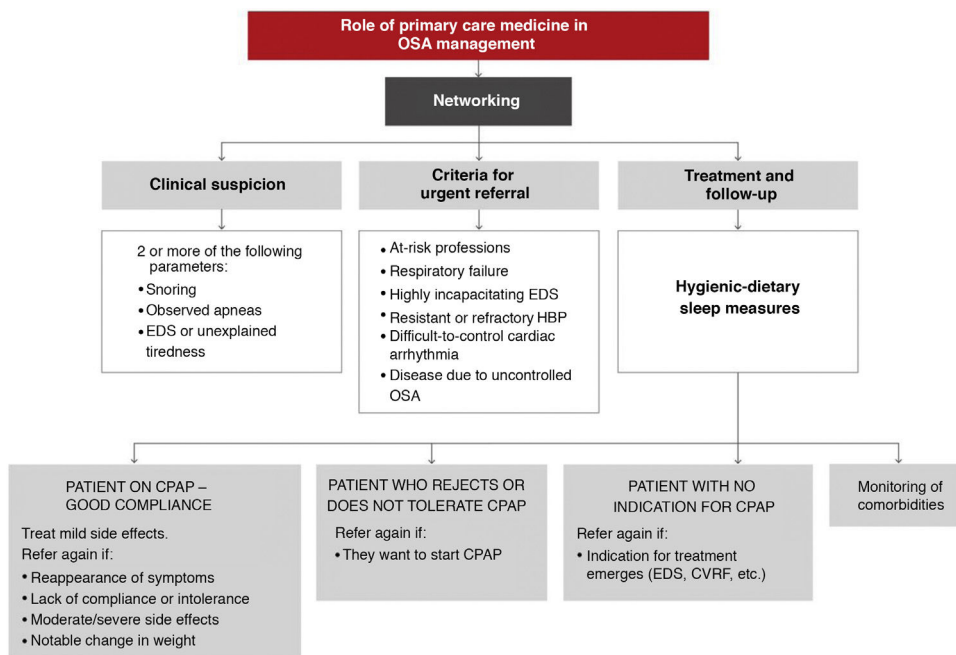 Role of primary care medicine in
OSA management
Networking
Clinical suspicion
2 or more of the following
parameters:
• Snoring
• Observed apneas
• EDS or unexplained
tiredness
Criteria for
urgent referral
• At-risk professions
• Respiratory failure
• Highly incapacitating EDS
• Resistant or refractory HBP
• Difficult-to-control cardiac
arrhythmia
• Disease due to uncontrolled
OSA
Treatment and
follow-up
Hygienic-dietary
sleep measures
PATIENT ON CPAP –
GOOD COMPLIANCE
Treat mild side effects.
Refer again if:
• Reappearance of symptoms
• Lack of compliance or intolerance
• Moderate/severe side effects
• Notable change in weight
PATIENT WHO REJECTS OR
DOES NOT TOLERATE CPAP
Refer again if:
• They want to start CPAP
PATIENT WITH NO
INDICATION FOR CPAP
Refer again if:
• Indication for treatment
emerges (EDS, CVRF, etc.)
Monitoring of
comorbidities